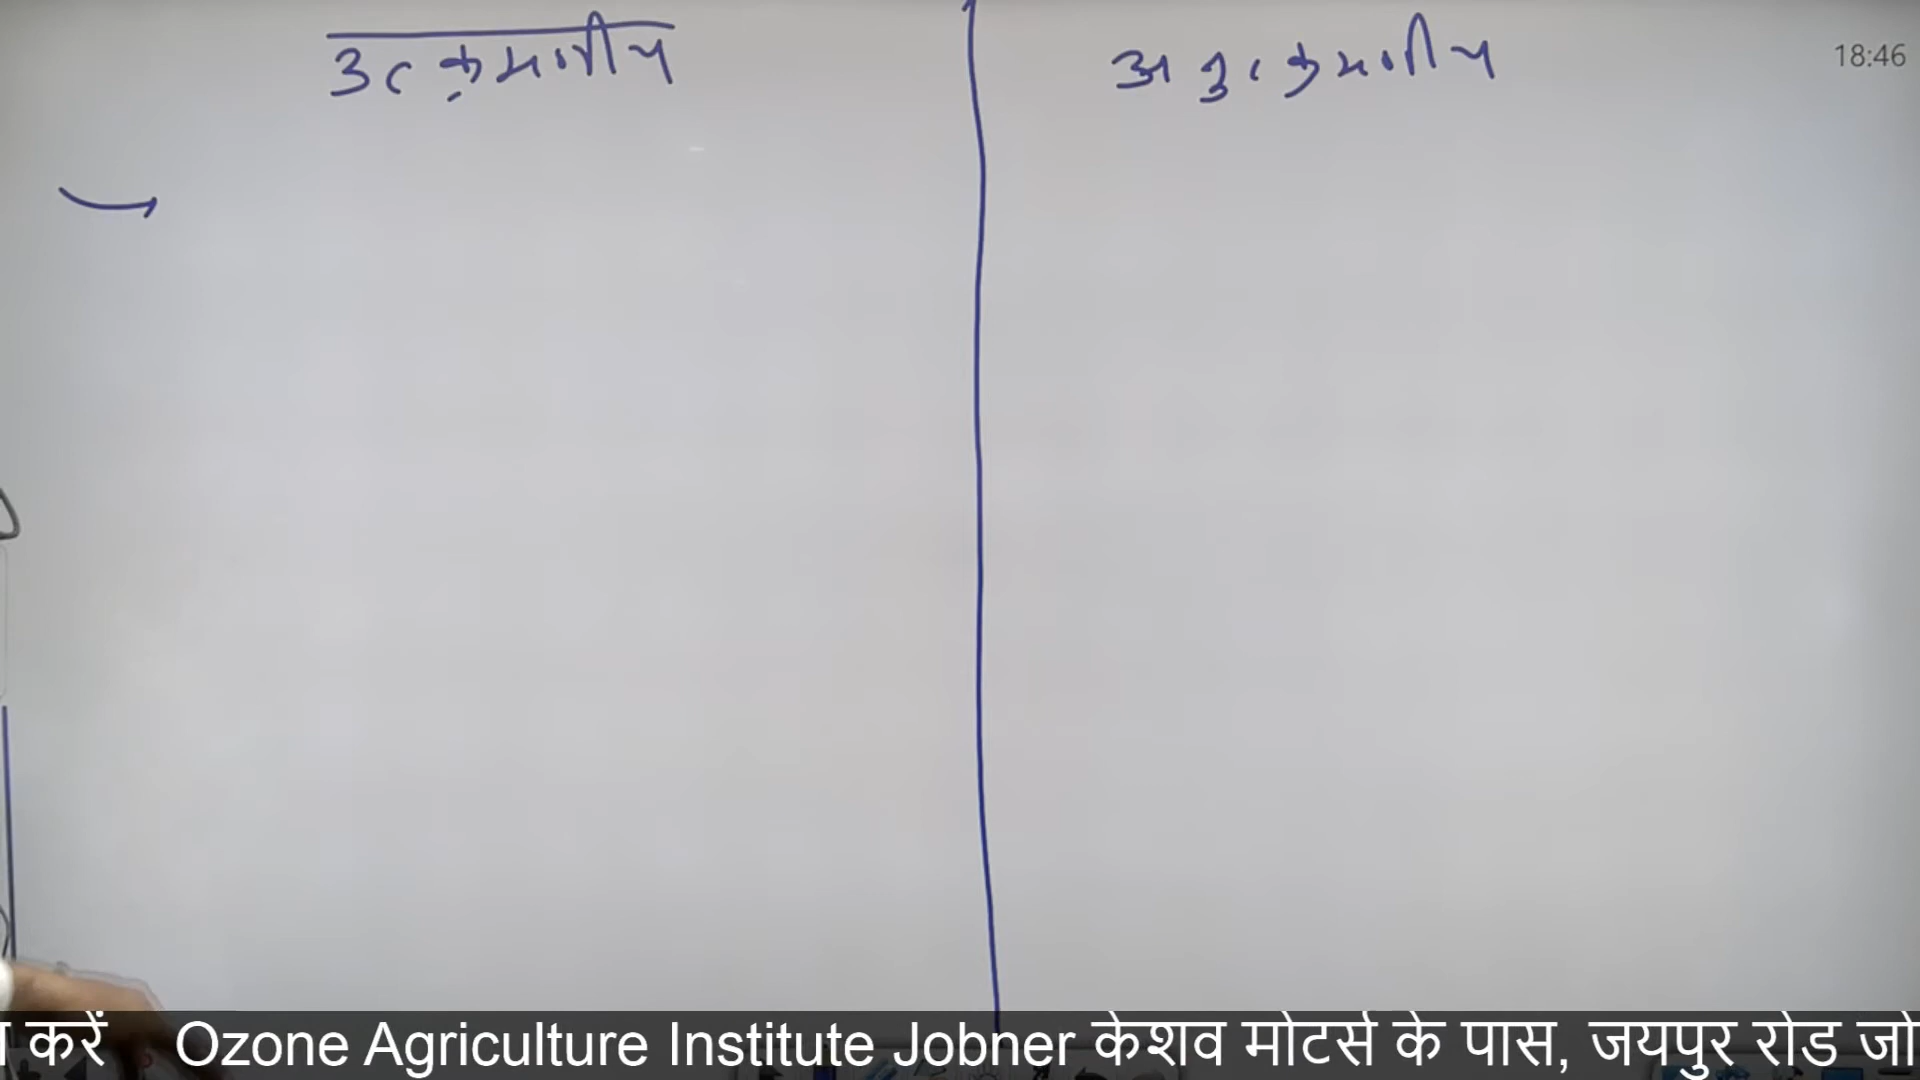 उत्क्रमणीय
अनुत्क्रमणीय
18:46
करें Ozone Agriculture Institute Jobner केशव मोटर्स के पास, जयपुर रोड जो